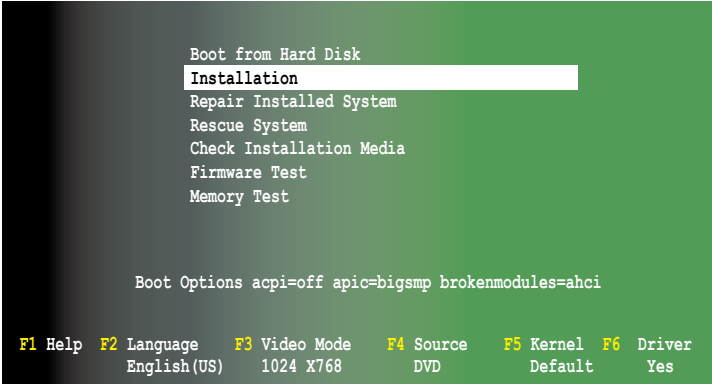 Boot from Hard Disk
Installation
Repair Installed System
Rescue System
Check Installation Media
Firmware Test
Memory Test
Boot Options acpi=off apic=bigsmp brokenmodules=ahci
F1 Help F2 Language F3 Video Mode F4 Source F5 Kernel F6 Driver
English(US) 1024 X768 DVD Default Yes